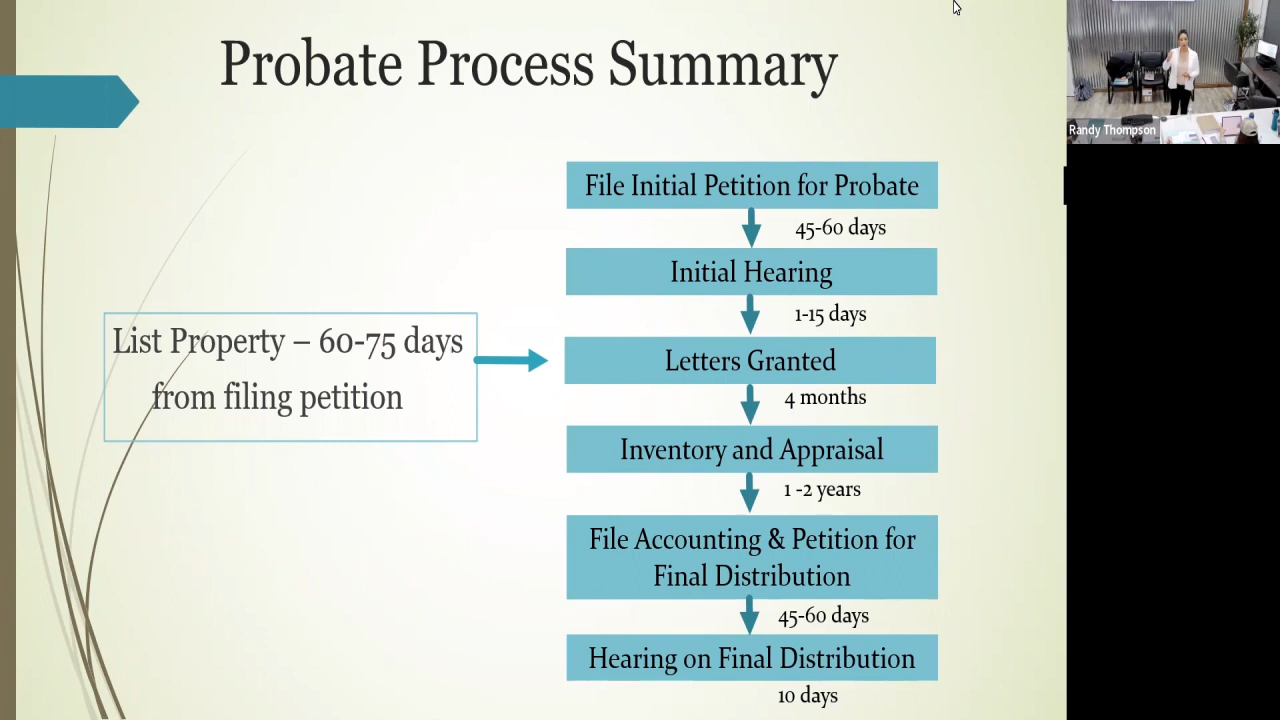 Probate Process Summary
Randy Thompson
File Initial Petition for Probate
45-60 days
Initial Hearing
1-15 days
List Property – 60-75 days
from filing petition
Letters Granted
4 months
Inventory and Appraisal
1 -2 years
File Accounting & Petition for
Final Distribution
45-60 days
Hearing on Final Distribution
10 days